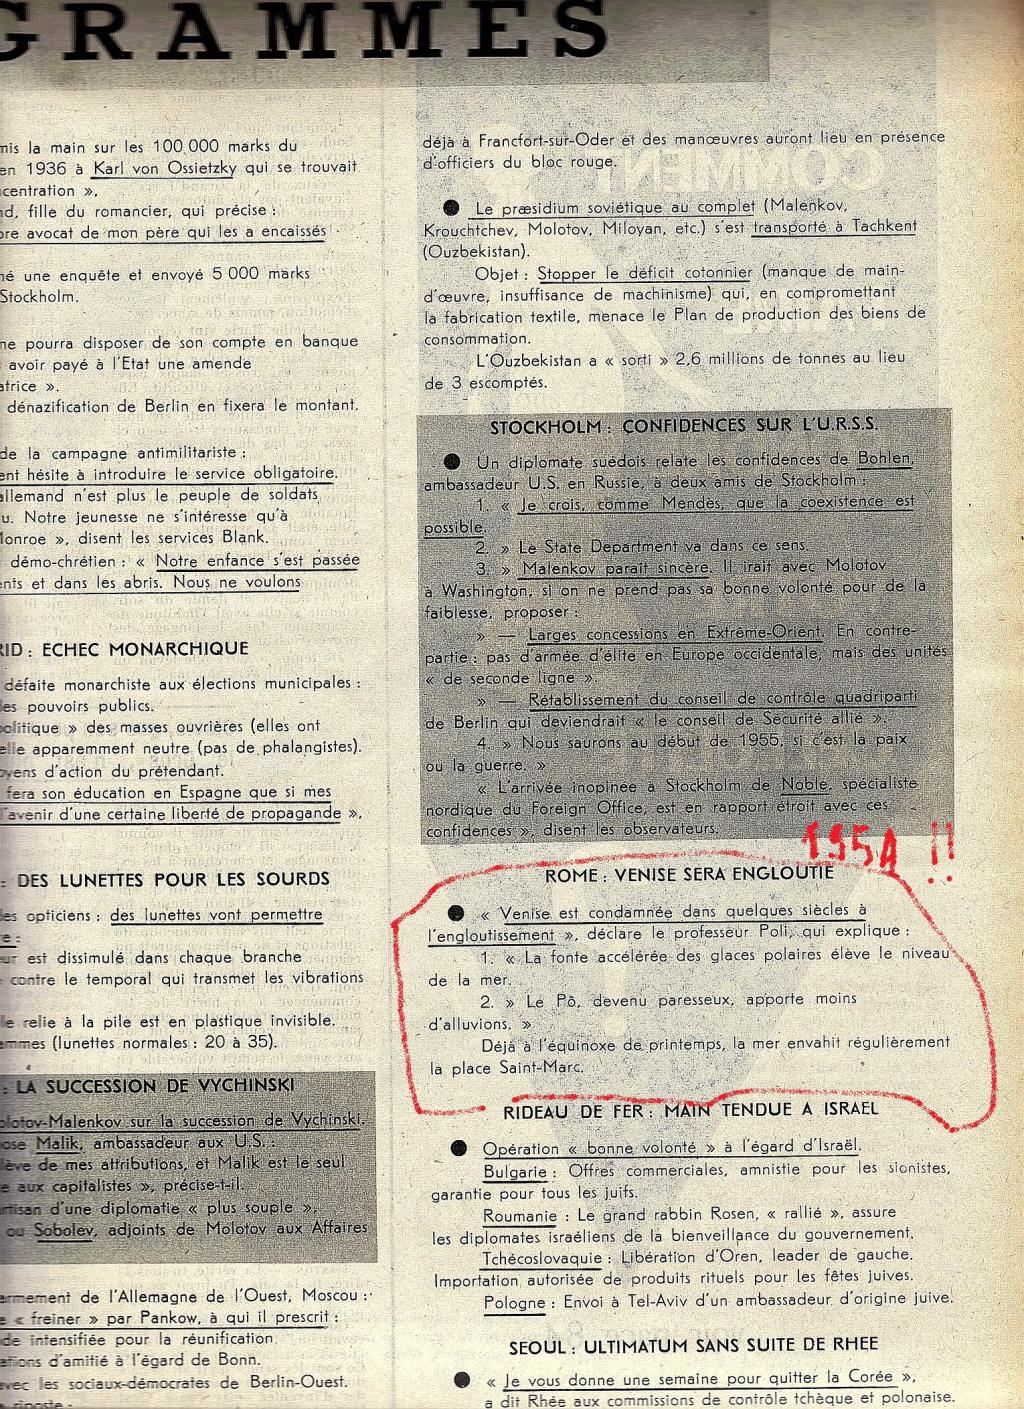 GRAMMES
mis la main sur les 100 000 marks du
en 1936 à Karl von Ossietzky qui se trouvait
centration »,
nd, fille du romancier, qui précise :
bre avocat de mon père qui les a encaissés
né une enquête et envoyé 5 000 marks
Stockholm.
ne pourra disposer de son compte en banque
avoir payé à l'Etat une amende
atrice ».
dénazification de Berlin en fixera le montant.
de la campagne antimilitariste :
ent hésite à introduire le service obligatoire.
allemand n'est plus le peuple de soldats
u. Notre jeunesse ne s'intéresse qu'à
Monroe », disent les services Blank.
démo-chrétien : « Notre enfance s'est passée
ents et dans les abris. Nous ne voulons
RID : ECHEC MONARCHIQUE
défaite monarchiste aux élections municipales :
es pouvoirs publics.
politique » des masses ouvrières (elles ont
elle apparemment neutre (pas de phalangistes).
oyens d'action du prétendant.
fera son éducation en Espagne que si mes
l'avenir d'une certaine liberté de propagande »,
: DES LUNETTES POUR LES SOURDS
les opticiens : des lunettes vont permettre
re :
eur est dissimulé dans chaque branche
contre le temporal qui transmet les vibrations
le relie à la pile est en plastique invisible.
ammes (lunettes normales : 20 à 35).
: LA SUCCESSION DE VYCHINSKI
olotov-Malenkov sur la succession de Vychinski.
ose Malik, ambassadeur aux U.S. :
lève de mes attributions, et Malik est le seul
e aux capitalistes », précise-t-il.
rtisan d'une diplomatie « plus souple »,
ou Sobolev, adjoints de Molotov aux Affaires
armement de l'Allemagne de l'Ouest, Moscou :
e « freiner » par Pankow, à qui il prescrit :
de intensifiée pour la réunification.
ations d'amitié à l'égard de Bonn.
avec les sociaux-démocrates de Berlin-Ouest.
riposte :
déjà à Francfort-sur-Oder et des manœuvres auront lieu en présence
d'officiers du bloc rouge.
● Le præsidium soviétique au complet (Malenkov,
Krouchtchev, Molotov, Miloyan, etc.) s'est transporté à Tachkent
(Ouzbekistan).
Objet : Stopper le déficit cotonnier (manque de main-
d'œuvre, insuffisance de machinisme) qui, en compromettant
la fabrication textile, menace le Plan de production des biens de
consommation.
L'Ouzbekistan a « sorti » 2,6 millions de tonnes au lieu
de 3 escomptés.
STOCKHOLM : CONFIDENCES SUR L'U.R.S.S.
● Un diplomate suédois relate les confidences de Bohlen,
ambassadeur U.S. en Russie, à deux amis de Stockholm :
1. « Je crois, comme Mendès, que la coexistence est
possible.
2. » Le State Department va dans ce sens.
3. » Malenkov paraît sincère. Il irait avec Molotov
à Washington, si on ne prend pas sa bonne volonté pour de la
faiblesse, proposer :
» — Larges concessions en Extrême-Orient. En contre-
partie : pas d'armée d'élite en Europe occidentale, mais des unités
« de seconde ligne ».
» — Rétablissement du conseil de contrôle quadriparti
de Berlin qui deviendrait « le conseil de Sécurité allié ».
4. » Nous saurons au début de 1955, si c'est la paix
ou la guerre. »
« L'arrivée inopinée à Stockholm de Noble, spécialiste
nordique du Foreign Office, est en rapport étroit avec ces
confidences », disent les observateurs.
1954 !!
ROME : VENISE SERA ENGLOUTIE
● « Venise est condamnée dans quelques siècles à
l'engloutissement », déclare le professeur Poli, qui explique :
1. « La fonte accélérée des glaces polaires élève le niveau
de la mer.
2. » Le Pô, devenu paresseux, apporte moins
d'alluvions. »
Déjà à l'équinoxe de printemps, la mer envahit régulièrement
la place Saint-Marc.
RIDEAU DE FER : MAIN TENDUE A ISRAEL
● Opération « bonne volonté » à l'égard d'Israël.
Bulgarie : Offres commerciales, amnistie pour les sionistes,
garantie pour tous les juifs.
Roumanie : Le grand rabbin Rosen, « rallié », assure
les diplomates israéliens de la bienveillance du gouvernement.
Tchécoslovaquie : Libération d'Oren, leader de gauche.
Importation autorisée de produits rituels pour les fêtes juives.
Pologne : Envoi à Tel-Aviv d'un ambassadeur d'origine juive.
SEOUL : ULTIMATUM SANS SUITE DE RHEE
● « Je vous donne une semaine pour quitter la Corée »,
a dit Rhée aux commissions de contrôle tchèque et polonaise.